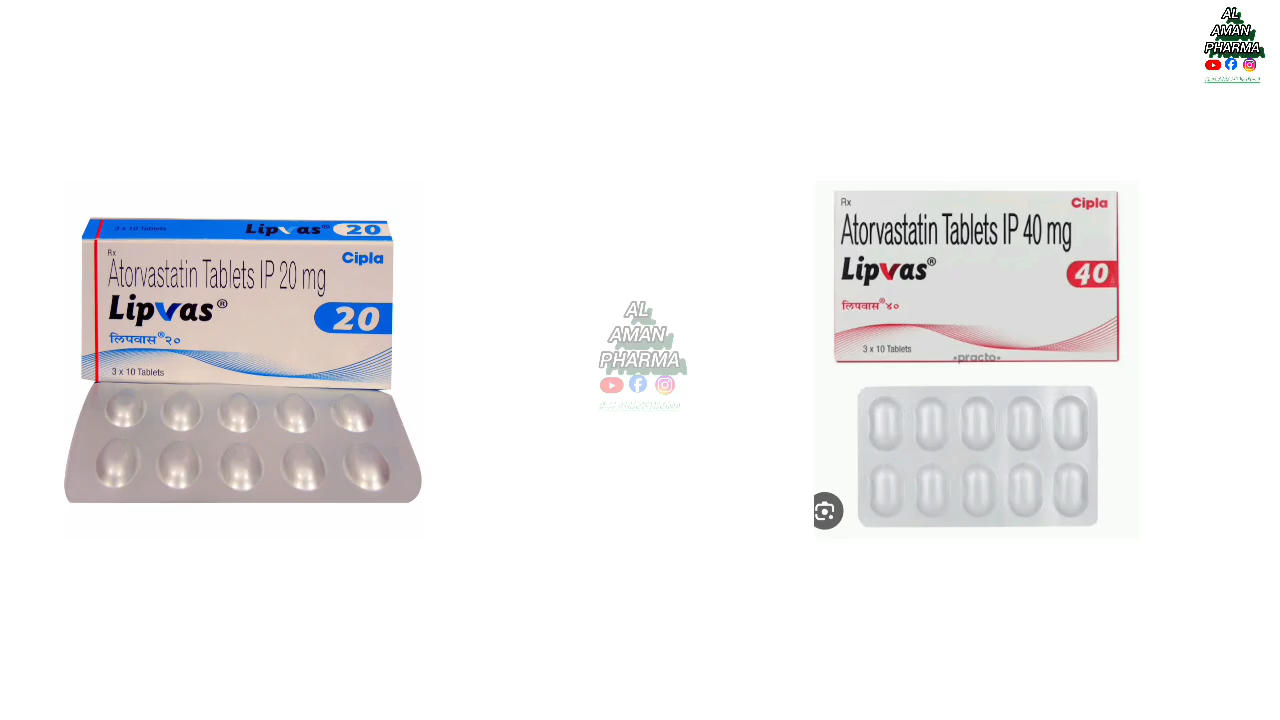 AL
AMAN
PHARMA
3 x 10 Tablets
Lipvas® 20
Rx
Cipla
Atorvastatin Tablets IP 20 mg
Lipvas®
20
लिपवास®२०
3 x 10 Tablets
AL
AMAN
PHARMA
Rx
Cipla
Atorvastatin Tablets IP 40 mg
Lipvas®
40
लिपवास®४०
3 x 10 Tablets
•practo•